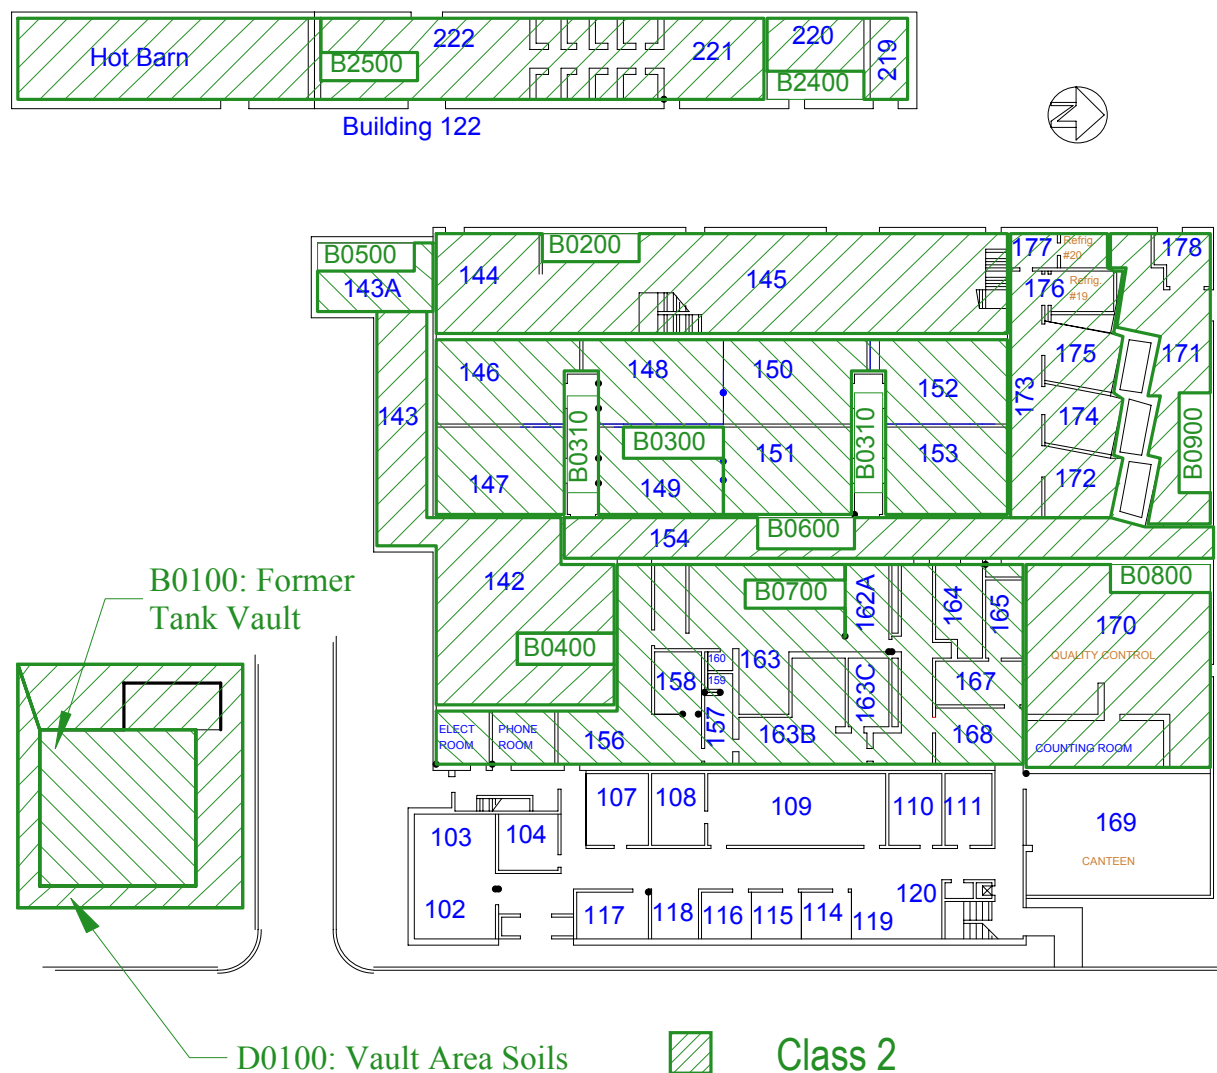 Hot Barn
222
B2500
221
220
B2400
219
Building 122
N
B0500
143A
144
B0200
145
177
Refrig.
#20
178
176
Refrig.
#19
146
148
150
152
175
171
173
143
B0310
B0300
B0310
174
B0900
147
149
151
153
172
154
B0600
B0100: Former
Tank Vault
142
B0700
162A
164
165
B0800
170
QUALITY CONTROL
B0400
160
163
158
159
163C
167
157
ELECT
ROOM
PHONE
ROOM
156
163B
168
COUNTING ROOM
107
108
109
110
111
103
104
169
CANTEEN
102
117
118
116
115
114
119
120
D0100: Vault Area Soils
Class 2